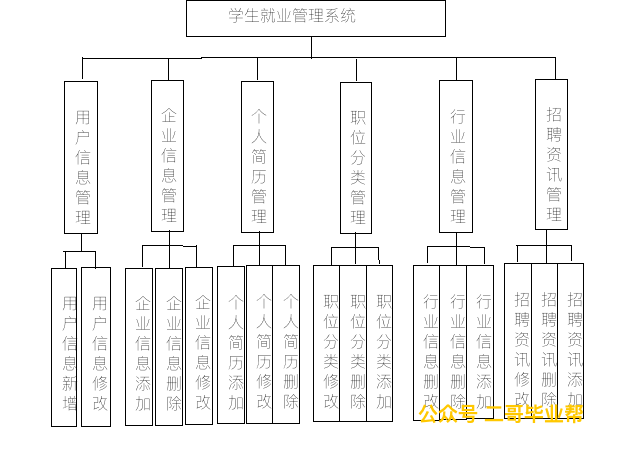 学生就业管理系统
用户信息管理
企业信息管理
个人简历管理
职位分类管理
行业信息管理
招聘资讯管理
用户信息新增
用户信息修改
企业信息添加
企业信息删除
企业信息修改
个人简历添加
个人简历修改
个人简历删除
职位分类修改
职位分类删除
职位分类添加
行业信息删改
行业信息删除
行业信息添加
招聘资讯修改
招聘资讯删除
招聘资讯添加
公众号 二哥毕业帮